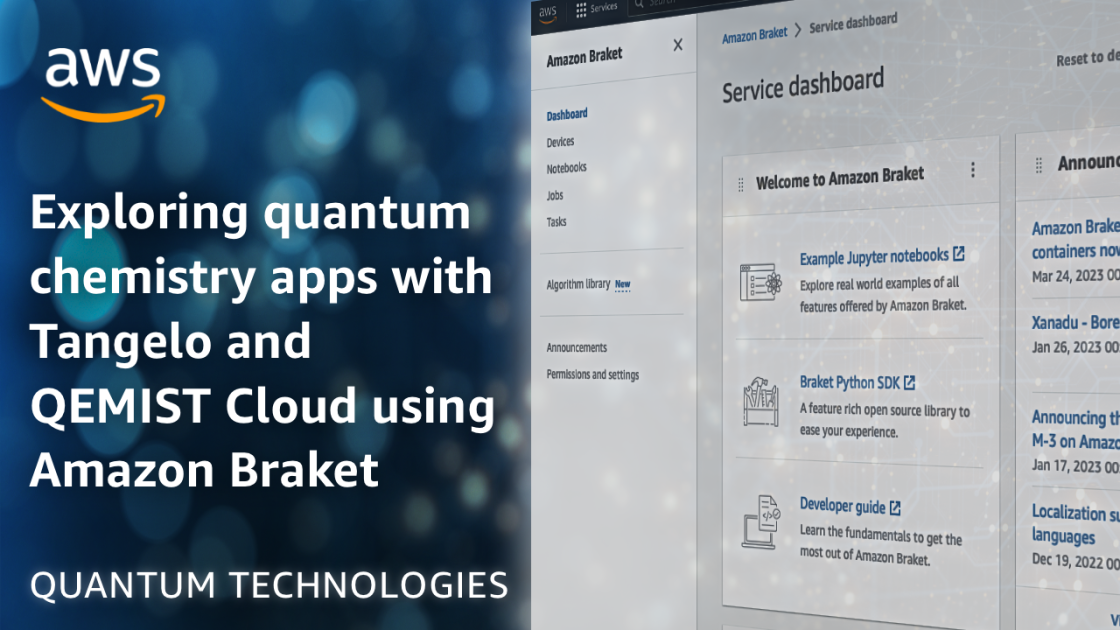 aws
Exploring quantum
chemistry apps with
Tangelo and
QEMIST Cloud using
Amazon Braket
QUANTUM TECHNOLOGIES
aws
Services
Search
Amazon Braket
X
Dashboard
Devices
Notebooks
Jobs
Tasks
Algorithm library New
Announcements
Permissions and settings
Amazon Braket > Service dashboard
Reset to de
Service dashboard
Welcome to Amazon Braket
Example Jupyter notebooks
Explore real world examples of all
features offered by Amazon Braket.
Braket Python SDK
A feature rich open source library to
ease your experience.
Developer guide
Learn the fundamentals to get the
most out of Amazon Braket.
Announc
Amazon Brake
containers nov
Mar 24, 2023 00
Xanadu - Bore
Jan 26, 2023 00
Announcing th
M-3 on Amazo
Jan 17, 2023 00
Localization su
languages
Dec 19, 2022 00